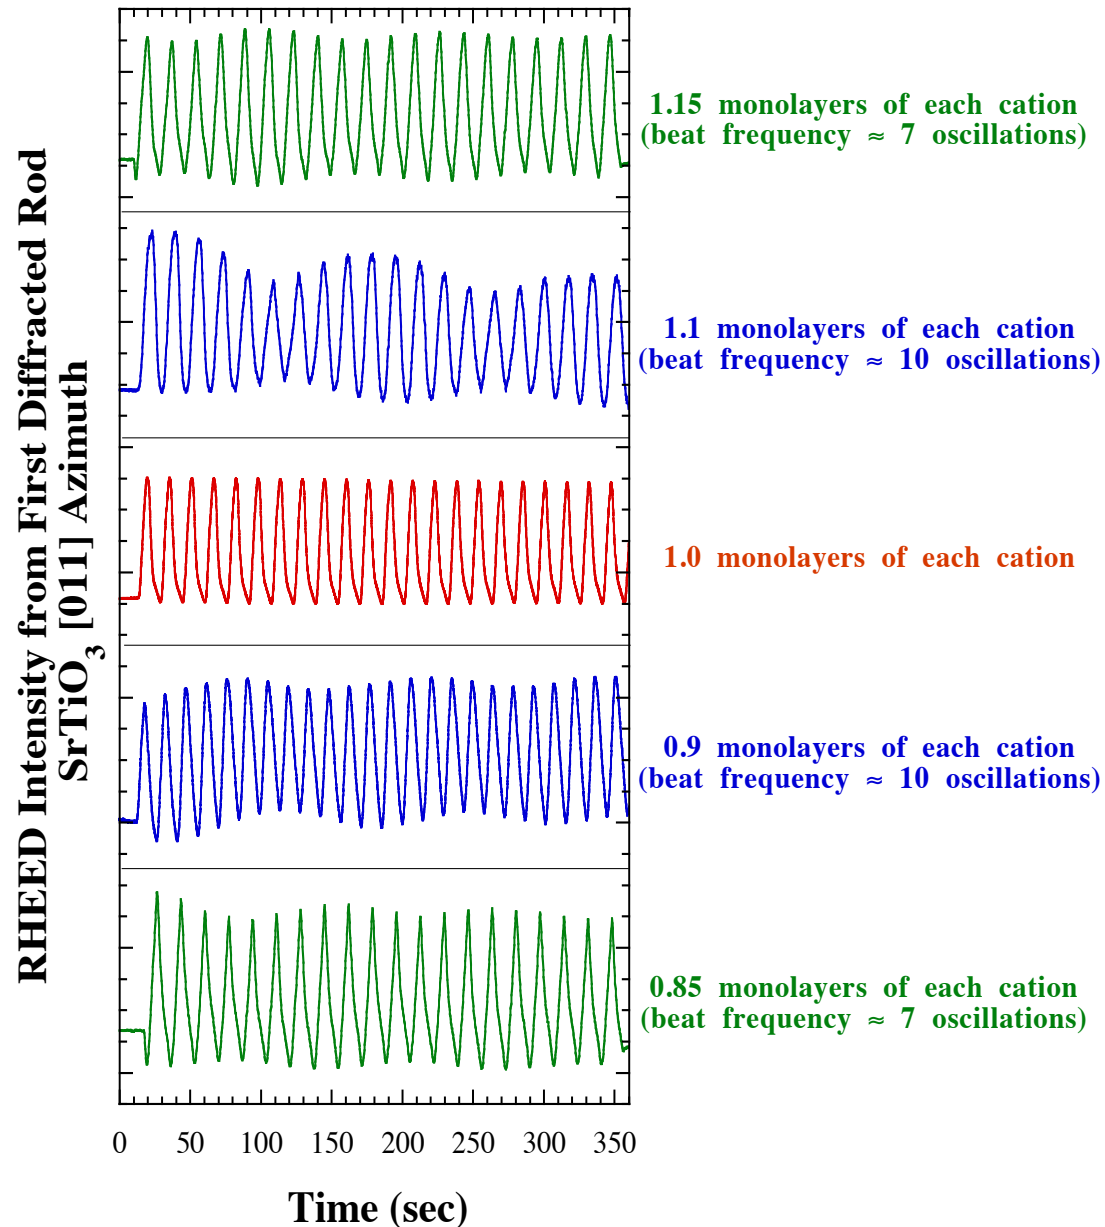 RHEED Intensity from First Diffracted Rod
SrTiO3 [011] Azimuth
1.15 monolayers of each cation
(beat frequency ≈ 7 oscillations)
1.1 monolayers of each cation
(beat frequency ≈ 10 oscillations)
1.0 monolayers of each cation
0.9 monolayers of each cation
(beat frequency ≈ 10 oscillations)
0.85 monolayers of each cation
(beat frequency ≈ 7 oscillations)
0 50 100 150 200 250 300 350
Time (sec)